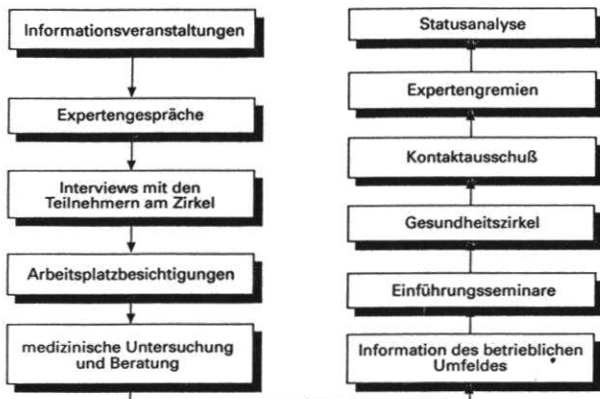 Informationsveranstaltungen
Expertengespräche
Interviews mit den
Teilnehmern am Zirkel
Arbeitsplatzbesichtigungen
medizinische Untersuchung
und Beratung
Statusanalyse
Expertengremien
Kontaktausschuß
Gesundheitszirkel
Einführungsseminare
Information des betrieblichen
Umfeldes